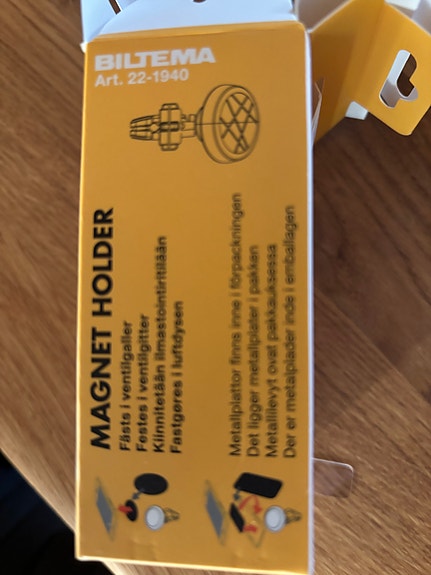 BILTEMA
Art. 22-1940
MAGNET HOLDER
Fästs i ventilgaller
Festes i ventilgitter
Kiinnitetään ilmastointiritilään
Fastgøres i luftdysen
Metallplattor finns inne i förpackningen
Det ligger metallplater i pakken
Metallilevyt ovat pakkauksessa
Der er metalplader inde i emballagen